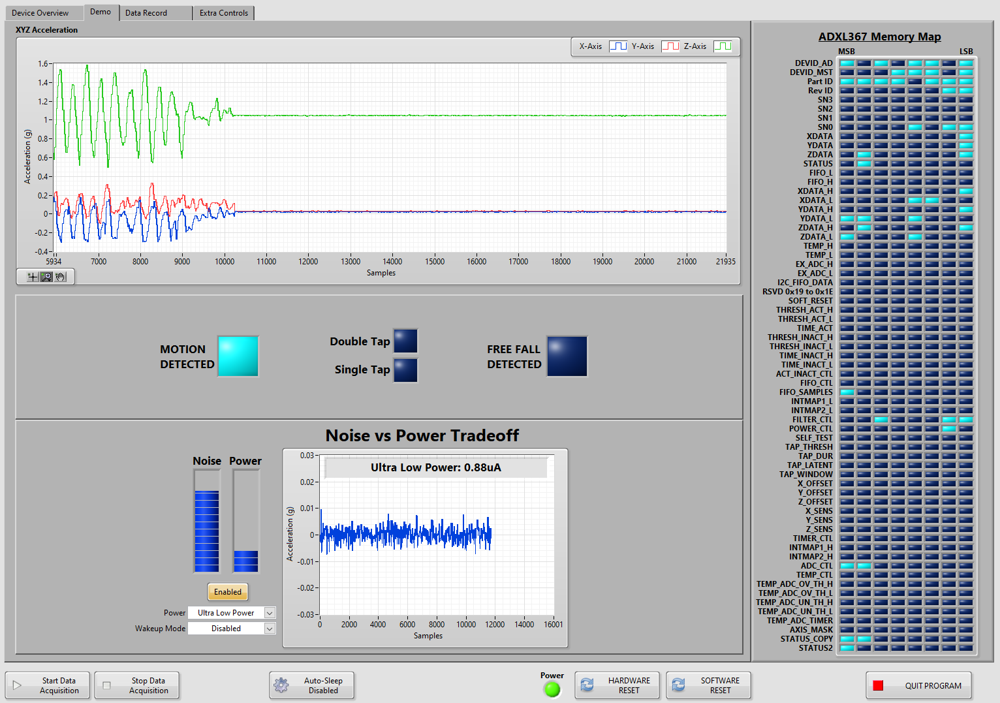 Device Overview
Demo
Data Record
Extra Controls
XYZ Acceleration
X-Axis
Y-Axis
Z-Axis
Acceleration (g)
1.6
1.4
1.2
1
0.8
0.6
0.4
0.2
0
-0.2
-0.4
5934
7000
8000
9000
10000
11000
12000
13000
14000
15000
16000
17000
18000
19000
20000
21000
21935
Samples
MOTION
DETECTED
Double Tap
Single Tap
FREE FALL
DETECTED
Noise vs Power Tradeoff
Noise
Power
Enabled
Power
Ultra Low Power
Wakeup Mode
Disabled
Ultra Low Power: 0.88uA
Acceleration (g)
0.03
0.02
0.01
0
-0.01
-0.02
-0.03
0
2000
4000
6000
8000
10000
12000
14000
16001
Samples
ADXL367 Memory Map
MSB
LSB
DEVID_AD
DEVID_MST
Part ID
Rev ID
SN3
SN2
SN1
SN0
XDATA
YDATA
ZDATA
STATUS
FIFO_L
FIFO_H
XDATA_H
XDATA_L
YDATA_H
YDATA_L
ZDATA_H
ZDATA_L
TEMP_H
TEMP_L
EX_ADC_H
EX_ADC_L
I2C_FIFO_DATA
RSVD 0x19 to 0x1E
SOFT_RESET
THRESH_ACT_H
THRESH_ACT_L
TIME_ACT
THRESH_INACT_H
THRESH_INACT_L
TIME_INACT_H
TIME_INACT_L
ACT_INACT_CTL
FIFO_CTL
FIFO_SAMPLES
INTMAP1_L
INTMAP2_L
FILTER_CTL
POWER_CTL
SELF_TEST
TAP_THRESH
TAP_DUR
TAP_LATENT
TAP_WINDOW
X_OFFSET
Y_OFFSET
Z_OFFSET
X_SENS
Y_SENS
Z_SENS
TIMER_CTL
INTMAP1_H
INTMAP2_H
ADC_CTL
TEMP_CTL
TEMP_ADC_OV_TH_H
TEMP_ADC_OV_TH_L
TEMP_ADC_UN_TH_H
TEMP_ADC_UN_TH_L
TEMP_ADC_TIMER
AXIS_MASK
STATUS_COPY
STATUS2
Start Data
Acquisition
Stop Data
Acquisition
Auto-Sleep
Disabled
Power
HARDWARE
RESET
SOFTWARE
RESET
QUIT PROGRAM